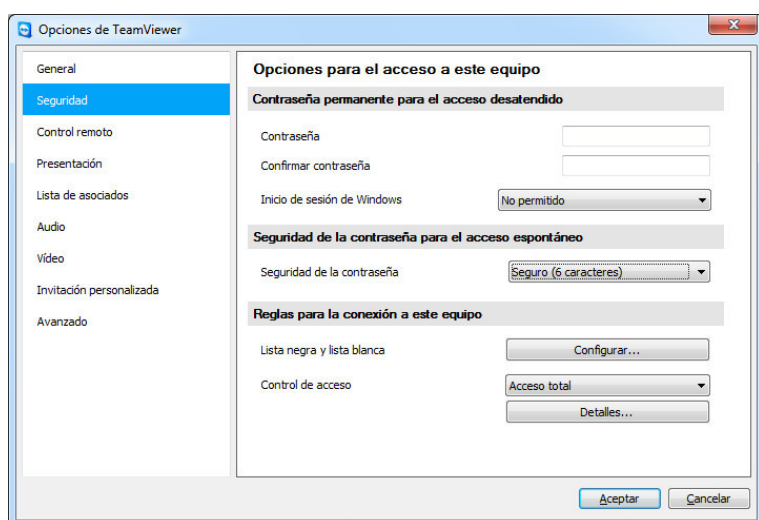 Opciones de TeamViewer
General
Seguridad
Control remoto
Presentación
Lista de asociados
Audio
Vídeo
Invitación personalizada
Avanzado
Opciones para el acceso a este equipo
Contraseña permanente para el acceso desatendido
Contraseña
Confirmar contraseña
Inicio de sesión de Windows No permitido
Seguridad de la contraseña para el acceso espontáneo
Seguridad de la contraseña Seguro (6 caracteres)
Reglas para la conexión a este equipo
Lista negra y lista blanca Configurar...
Control de acceso Acceso total
Detalles...
Aceptar Cancelar